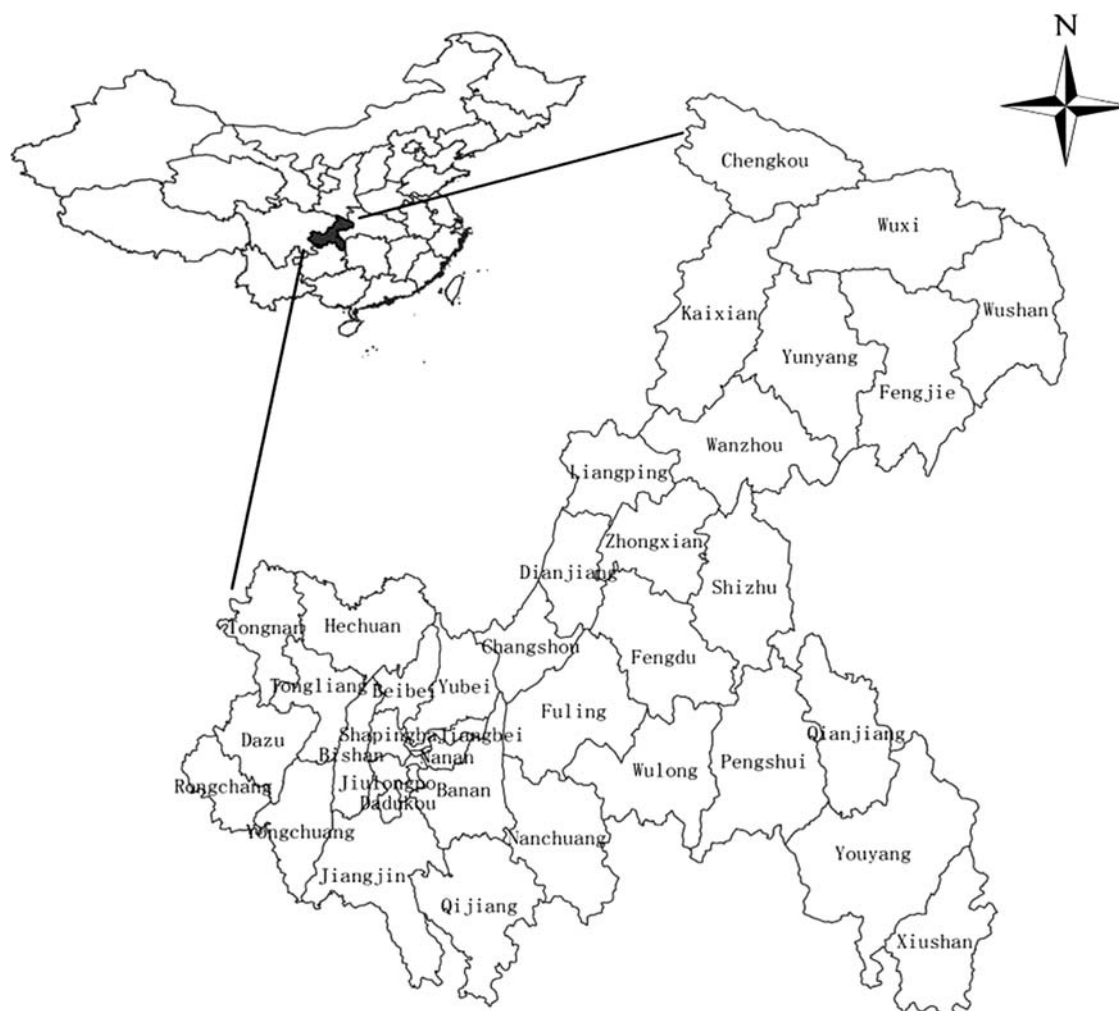 N
Chengkou
Wuxi
Kaixian
Wushan
Yunyang
Fengjie
Wanzhou
Liangping
Zhongxian
Dianjiang
Shizhu
Tongnan
Hechuan
Changshou
Fengdu
Tongliang
Beibei
Yubei
Fuling
Dazu
Shapingba
Jiangbei
Qianjiang
Bishan
Nanan
Wulong
Pengshui
Rongchang
Jiulongpo
Banan
Dadukou
Yongchuang
Nanchuang
Youyang
Jiangjin
Qijiang
Xiushan